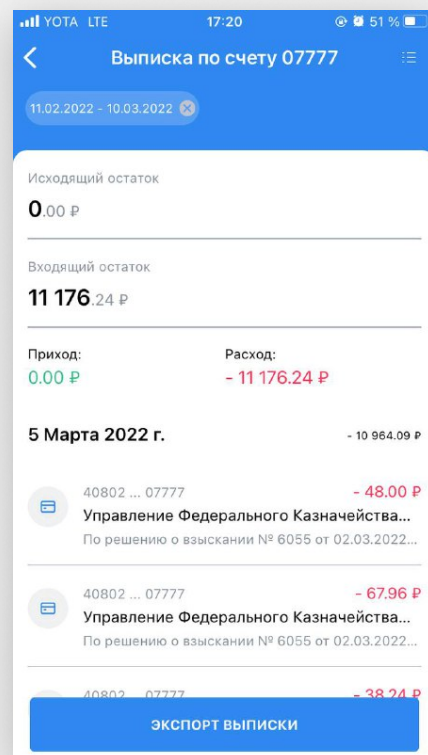 YOTA LTE 17:20 51 %
Выписка по счету 07777
11.02.2022 - 10.03.2022
Исходящий остаток
0.00 ₽
Входящий остаток
11 176.24 ₽
Приход: Расход:
0.00 ₽ - 11 176.24 ₽
5 Марта 2022 г. - 10 964.09 ₽
40802 ... 07777 - 48.00 ₽
Управление Федерального Казначейства...
По решению о взыскании № 6055 от 02.03.2022...
40802 ... 07777 - 67.96 ₽
Управление Федерального Казначейства...
По решению о взыскании № 6055 от 02.03.2022...
40802 ... 07777 - 38.24 ₽
ЭКСПОРТ ВЫПИСКИ